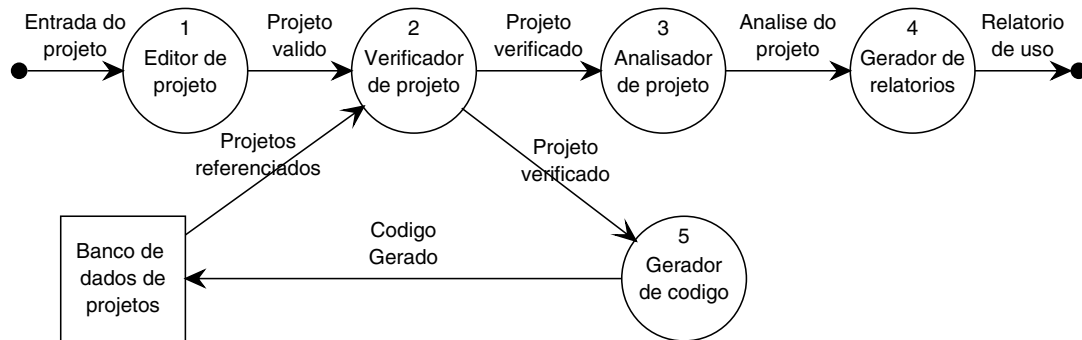 Entrada do
projeto
1
Editor de
projeto
Projeto
valido
2
Verificador
de projeto
Projeto
verificado
3
Analisador
de projeto
Analise do
projeto
4
Gerador de
relatorios
Relatorio
de uso
Projetos
referenciados
Projeto
verificado
Banco de
dados de
projetos
Codigo
Gerado
5
Gerador
de codigo